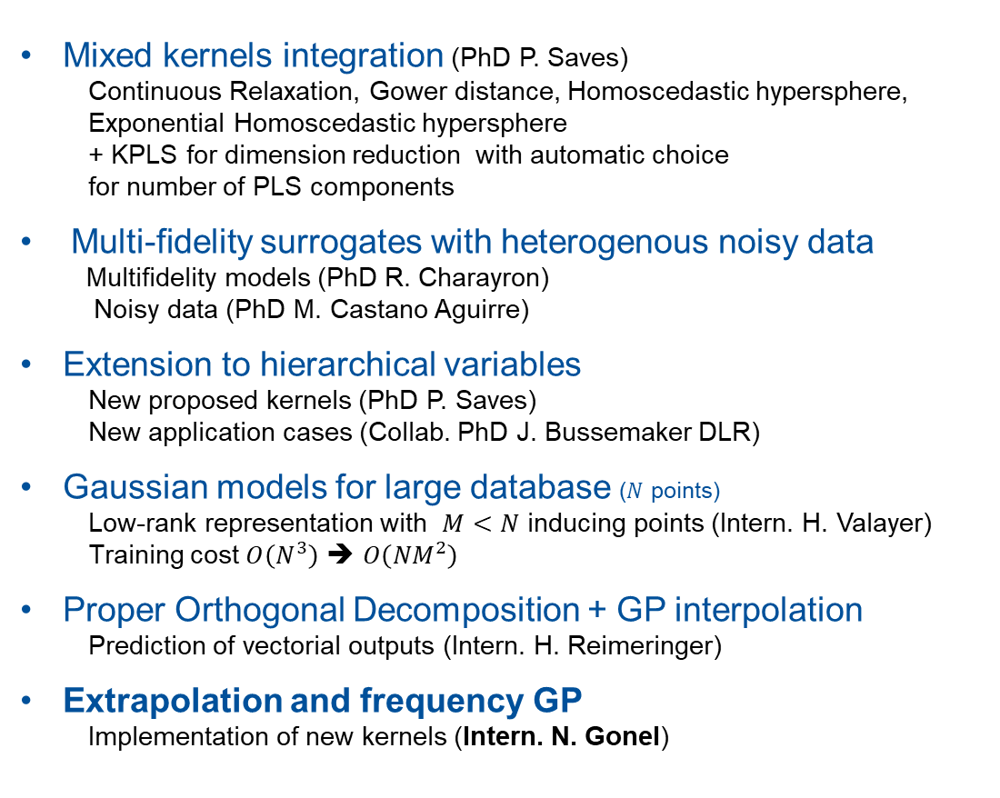 • Mixed kernels integration (PhD P. Saves)
Continuous Relaxation, Gower distance, Homoscedastic hypersphere,
Exponential Homoscedastic hypersphere
+ KPLS for dimension reduction with automatic choice
for number of PLS components
• Multi-fidelity surrogates with heterogenous noisy data
Multifidelity models (PhD R. Charayron)
Noisy data (PhD M. Castano Aguirre)
• Extension to hierarchical variables
New proposed kernels (PhD P. Saves)
New application cases (Collab. PhD J. Bussemaker DLR)
• Gaussian models for large database (N points)
Low-rank representation with M < N inducing points (Intern. H. Valayer)
Training cost O(N³) ➔ O(NM²)
• Proper Orthogonal Decomposition + GP interpolation
Prediction of vectorial outputs (Intern. H. Reimeringer)
• Extrapolation and frequency GP
Implementation of new kernels (Intern. N. Gonel)